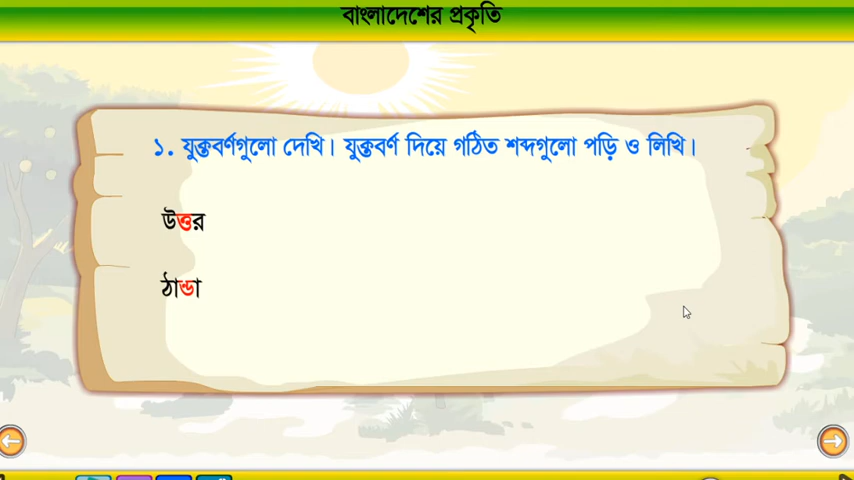 বাংলাদেশের প্রকৃতি
১. যুক্তবর্ণগুলো দেখি। যুক্তবর্ণ দিয়ে গঠিত শব্দগুলো পড়ি ও লিখি।
উত্তর
ঠান্ডা